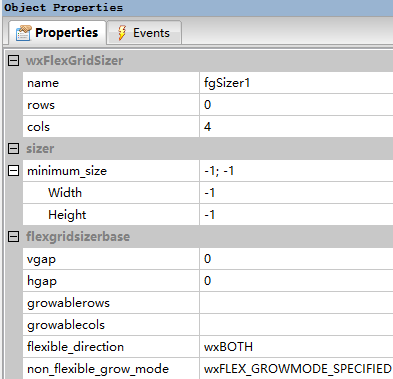 Object Properties
Properties Events
wxFlexGridSizer
name fgSizer1
rows 0
cols 4
sizer
minimum_size -1; -1
Width -1
Height -1
flexgridsizerbase
vgap 0
hgap 0
growablerows
growablecols
flexible_direction wxBOTH
non_flexible_grow_mode wxFLEX_GROWMODE_SPECIFIED